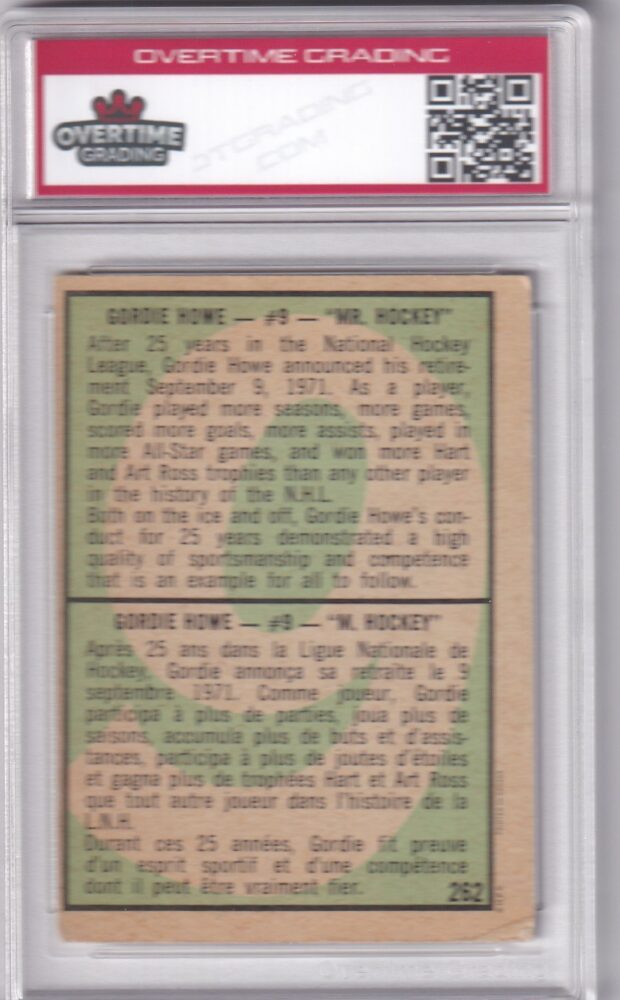 OVERTIME GRADING
OVERTIME
GRADING
OTGRADING
.COM
GORDIE HOWE — #9 — "MR. HOCKEY"
After 25 years in the National Hockey
League, Gordie Howe announced his retire-
ment September 9, 1971. As a player,
Gordie played more seasons, more games,
scored more goals, more assists, played in
more All-Star games, and won more Hart
and Art Ross trophies than any other player
in the history of the N.H.L.
Both on the ice and off, Gordie Howe's con-
duct for 25 years demonstrated a high
quality of sportsmanship and competence
that is an example for all to follow.
GORDIE HOWE — #9 — "M. HOCKEY"
Après 25 ans dans la Ligue Nationale de
Hockey, Gordie annonça sa retraite le 9
septembre 1971. Comme joueur, Gordie
participa à plus de parties, joua plus de
saisons, accumula plus de buts et d'assis-
tances, participa à plus de joutes d'étoiles
et gagna plus de trophées Hart et Art Ross
que tout autre joueur dans l'histoire de la
L.N.H.
Durant ces 25 années, Gordie fit preuve
d'un esprit sportif et d'une compétence
dont il peut être vraiment fier.
262
Overtime Grading